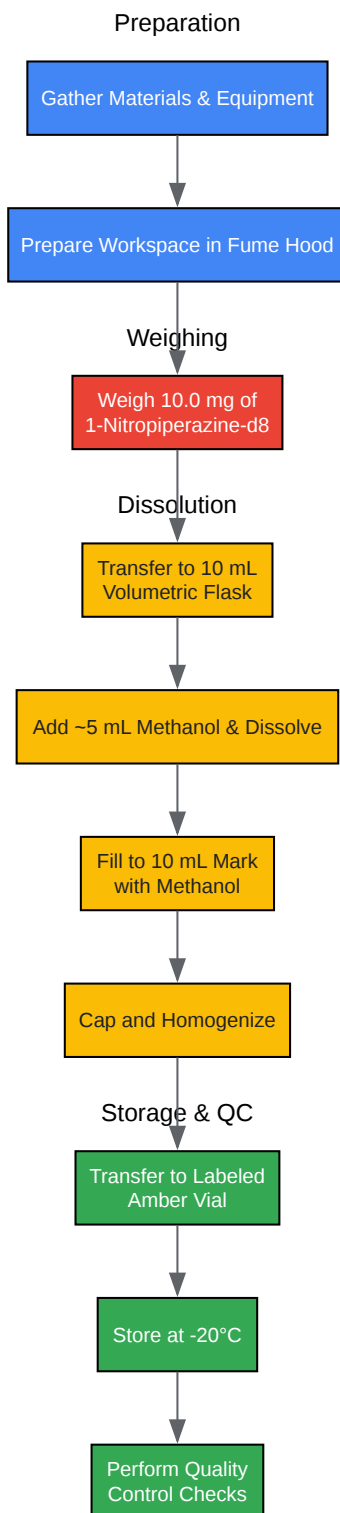 Preparation
Gather Materials & Equipment
Prepare Workspace in Fume Hood
Weighing
Weigh 10.0 mg of
1-Nitropiperazine-d8
Dissolution
Transfer to 10 mL
Volumetric Flask
Add ~5 mL Methanol & Dissolve
Fill to 10 mL Mark
with Methanol
Cap and Homogenize
Storage & QC
Transfer to Labeled
Amber Vial
Store at -20°C
Perform Quality
Control Checks